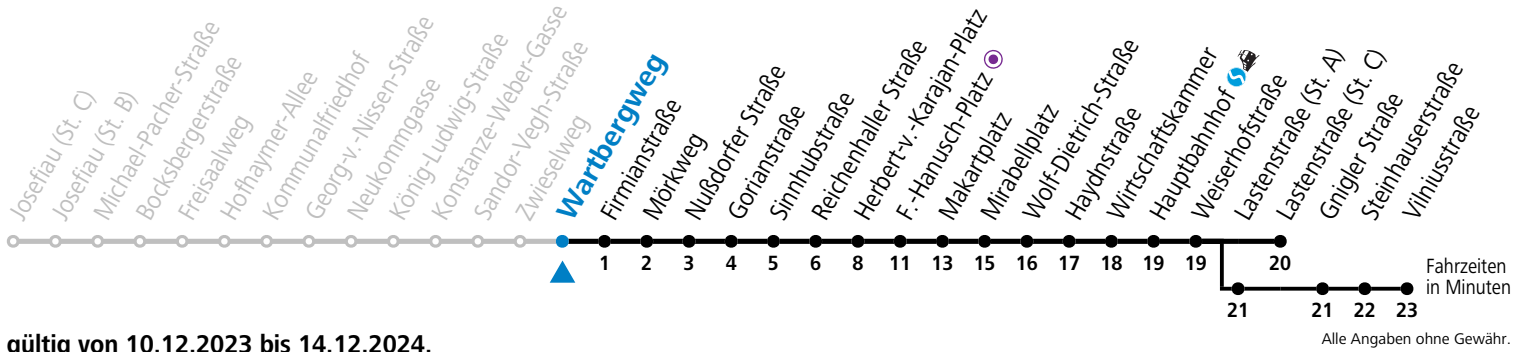 Josefiau (St. C)
Josefiau (St. B)
Michael-Pacher-Straße
Bocksbergerstraße
Freisaalweg
Hofhaymer-Allee
Kommunalfriedhof
Georg-v.-Nissen-Straße
Neukommgasse
König-Ludwig-Straße
Konstanze-Weber-Gasse
Sandor-Vegh-Straße
Zwieselweg
Wartbergweg
Firmianstraße
Mörkweg
Nußdorfer Straße
Gorianstraße
Sinnhubstraße
Reichenhaller Straße
Herbert-v.-Karajan-Platz
F.-Hanusch-Platz
Makartplatz
Mirabellplatz
Wolf-Dietrich-Straße
Haydnstraße
Wirtschaftskammer
Hauptbahnhof
Weiserhofstraße
Lastenstraße (St. A)
Lastenstraße (St. C)
Gnigler Straße
Steinhauserstraße
Vilniusstraße
1 2 3 4 5 6 8 11 13 15 16 17 18 19 19 20
21 21 22 23
Fahrzeiten
in Minuten
Alle Angaben ohne Gewähr.
gültig von 10.12.2023 bis 14.12.2024.